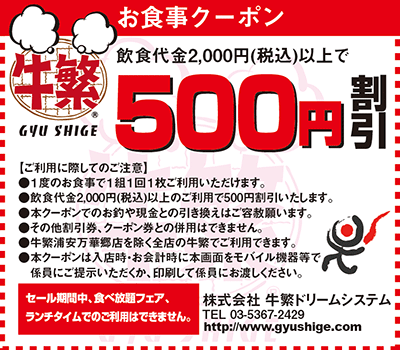 お食事クーポン
牛繁
®
GYU SHIGE
飲食代金2,000円(税込)以上で
500円割引
【ご利用に際してのご注意】
●1度のお食事で1組1回1枚ご利用いただけます。
●飲食代金2,000円(税込)以上のご利用で500円割引いたします。
●本クーポンでのお釣や現金との引き換えはご容赦願います。
●その他割引券、クーポン券との併用はできません。
●牛繁浦安万華郷店を除く全店の牛繁でご利用できます。
●本クーポンは入店時・お会計時に本画面をモバイル機器等で
係員にご提示いただくか、印刷して係員にお渡しください。
セール期間中、食べ放題フェア、
ランチタイムでのご利用はできません。
株式会社 牛繁ドリームシステム
TEL 03-5367-2429
http://www.gyushige.com